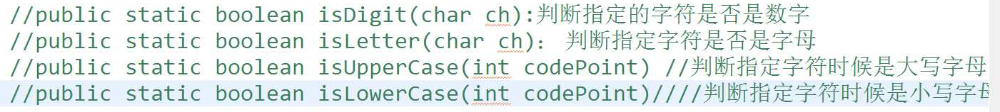 //public static boolean isDigit(char ch):判断指定的字符是否是数字
//public static boolean isLetter(char ch)： 判断指定字符是否是字母
//public static boolean isUpperCase(int codePoint) //判断指定字符时候是大写字母
//public static boolean isLowerCase(int codePoint)////判断指定字符时候是小写字母